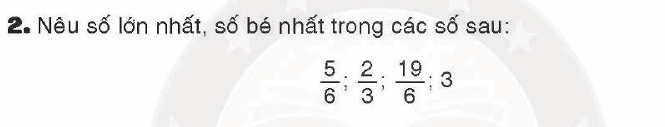 2. Nêu số lớn nhất, số bé nhất trong các số sau:
5/6; 2/3; 19/6; 3